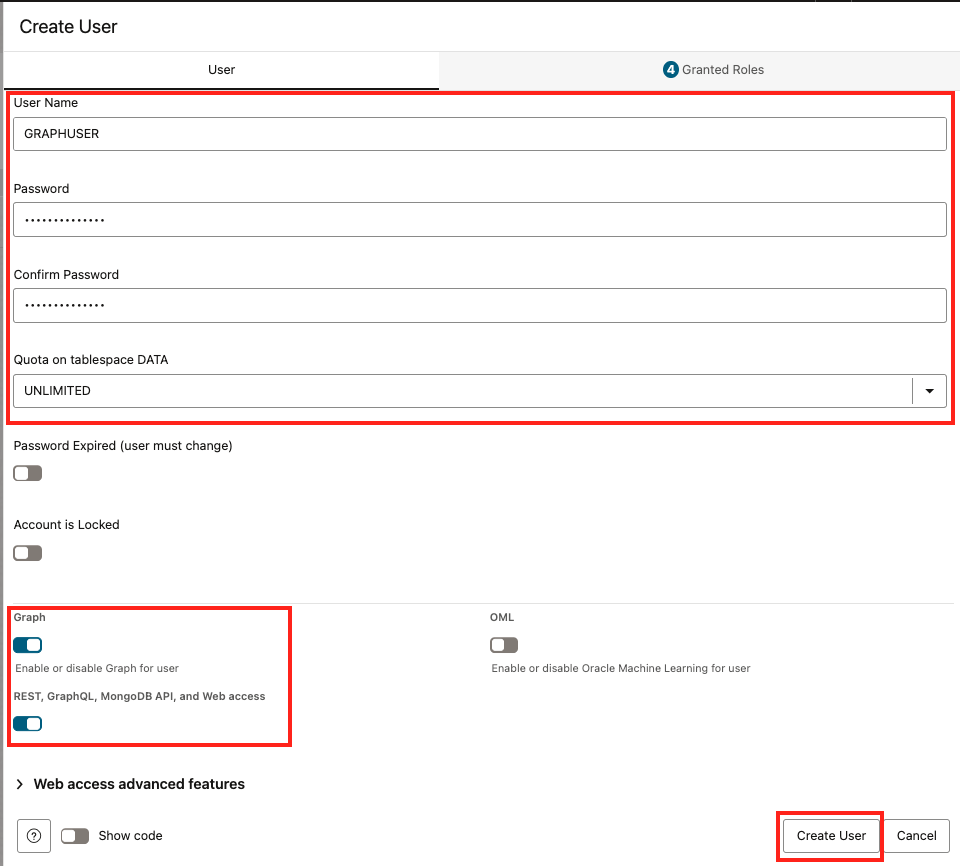 Create User
User
4 Granted Roles
User Name
GRAPHUSER
Password
••••••••••••••
Confirm Password
••••••••••••••
Quota on tablespace DATA
UNLIMITED
Password Expired (user must change)
Account is Locked
Graph
Enable or disable Graph for user
REST, GraphQL, MongoDB API, and Web access
OML
Enable or disable Oracle Machine Learning for user
Web access advanced features
?
Show code
Create User
Cancel